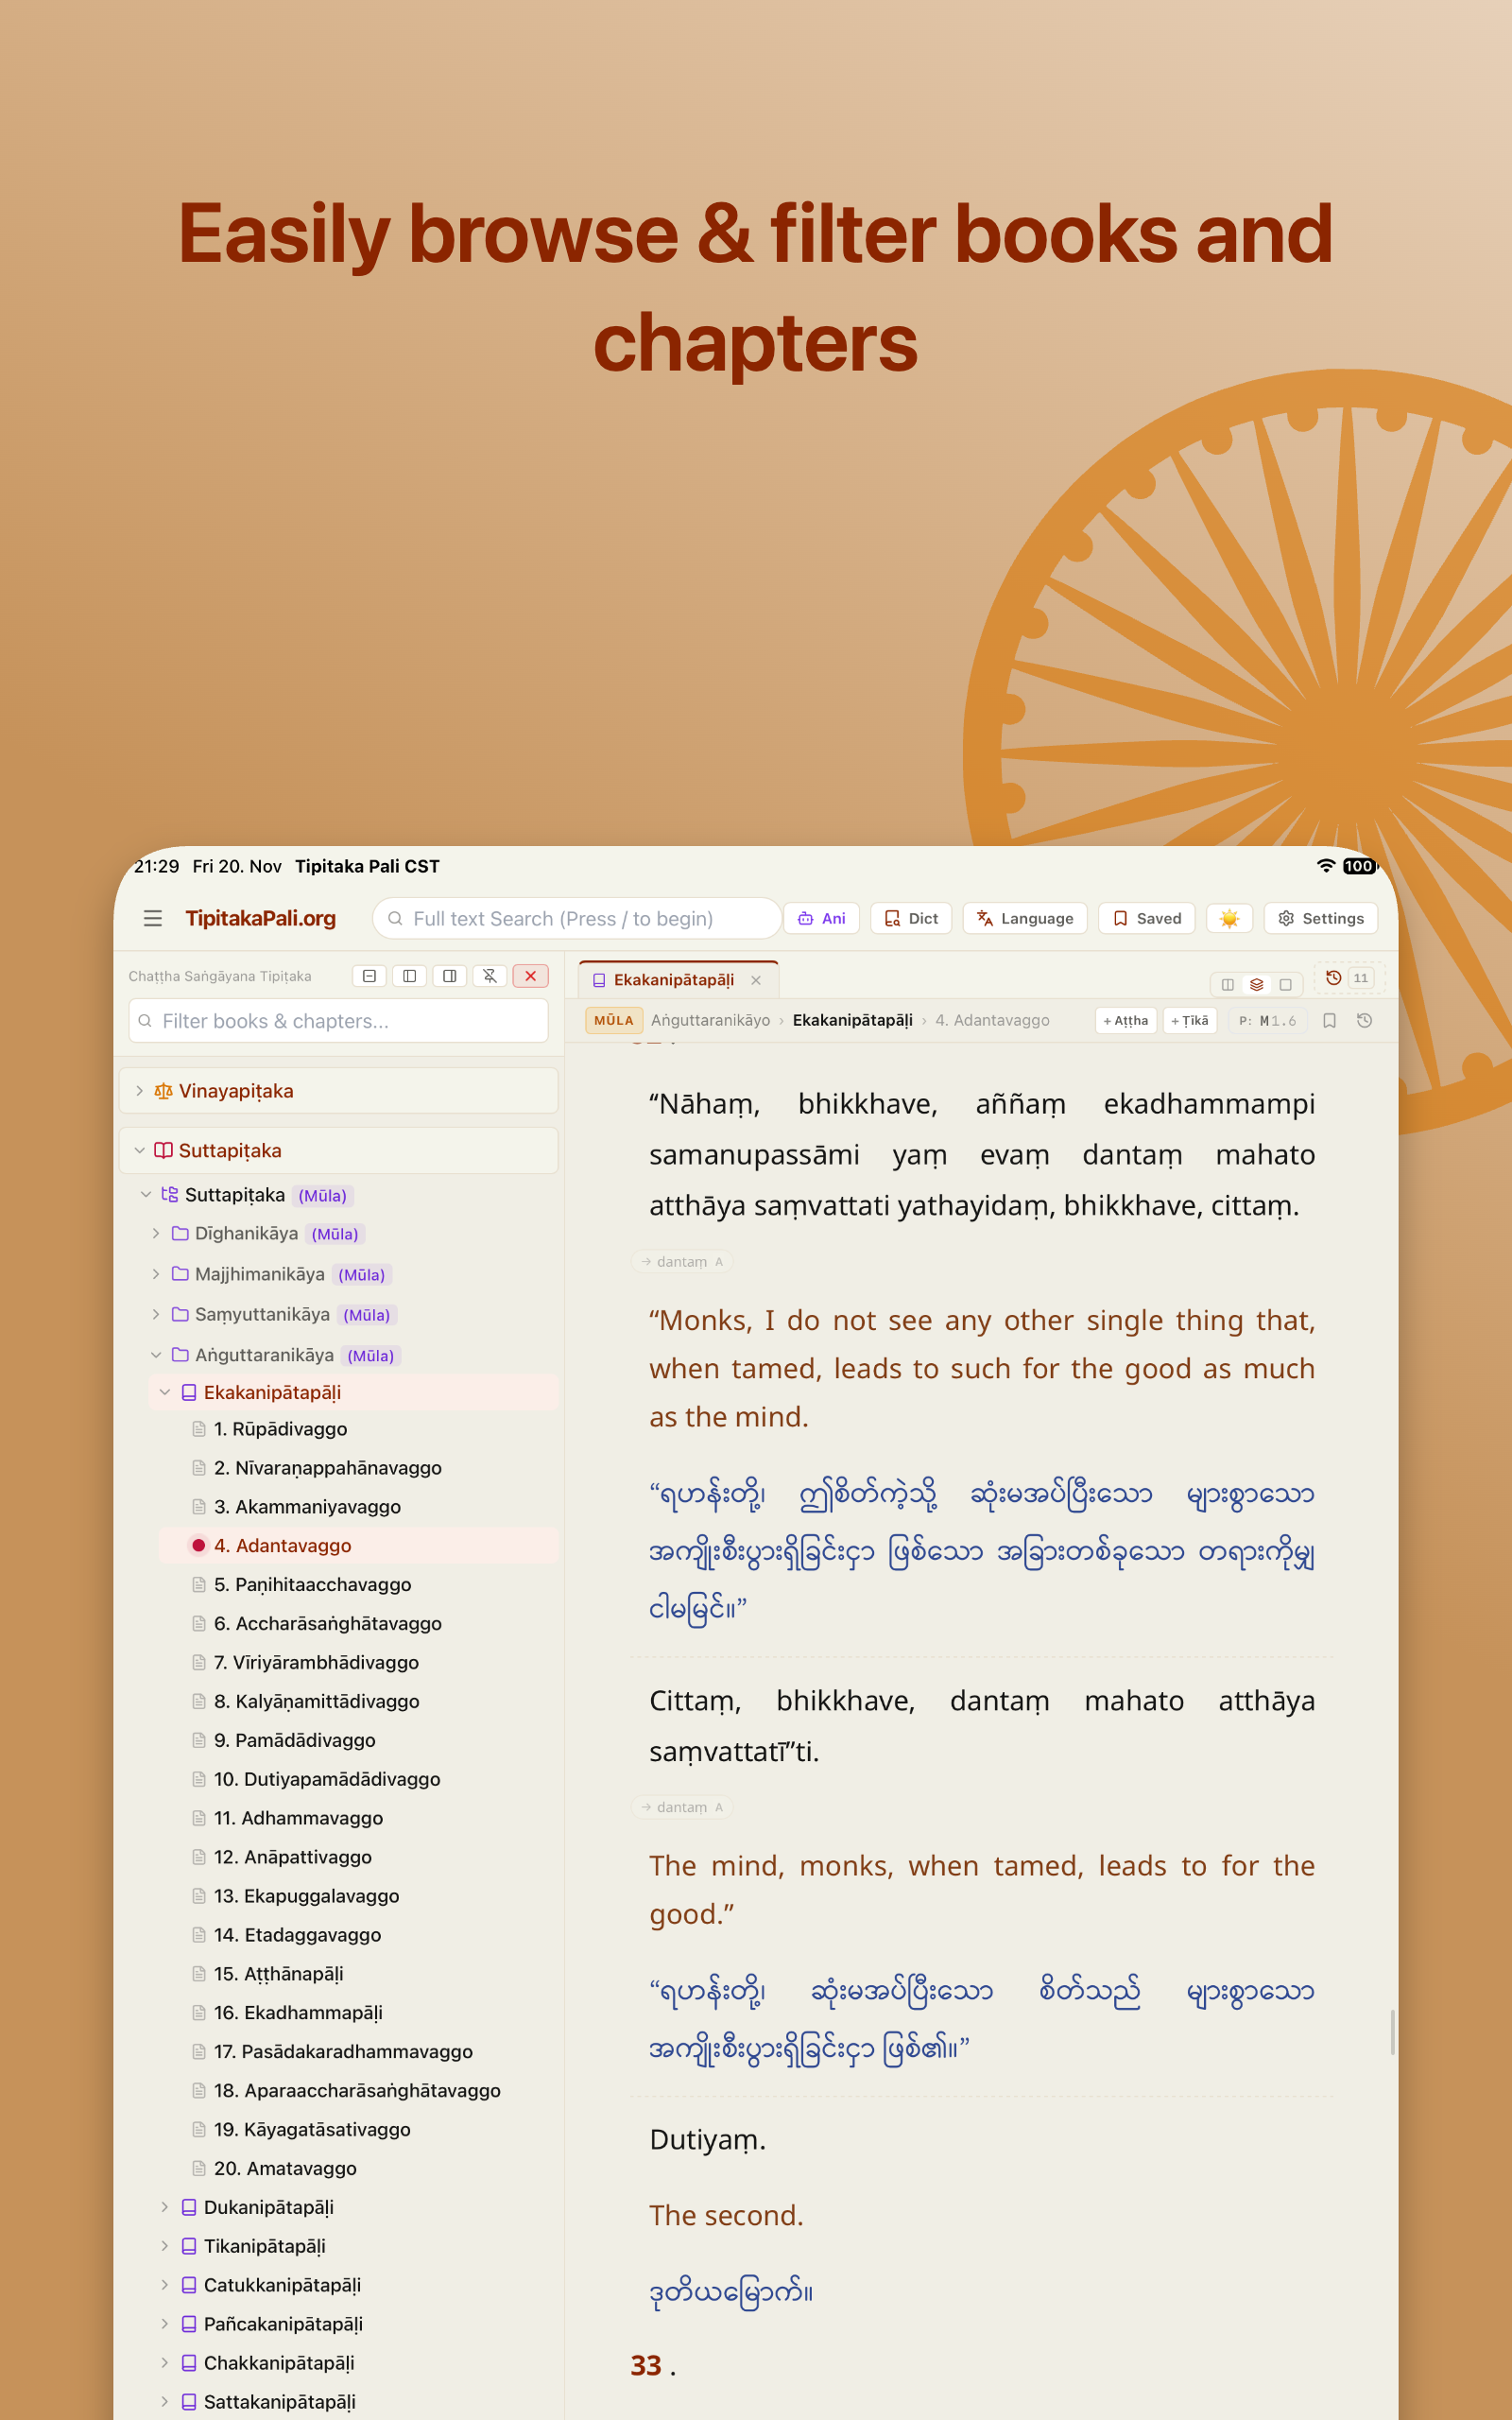 Easily browse & filter books and
chapters
21:29 Fri 20. Nov Tipitaka Pali CST
100
TipitakaPali.org
Full text Search (Press / to begin)
Ani
Dict
Language
Saved
Settings
Chaṭṭha Saṅgāyana Tipiṭaka
Filter books & chapters...
Vinayapiṭaka
Suttapiṭaka
Suttapiṭaka (Mūla)
Dīghanikāya (Mūla)
Majjhimanikāya (Mūla)
Saṃyuttanikāya (Mūla)
Aṅguttaranikāya (Mūla)
Ekakanipātapāḷi
1. Rūpādivaggo
2. Nīvaraṇappahānavaggo
3. Akammaniyavaggo
4. Adantavaggo
5. Paṇihitaacchavaggo
6. Accharāsaṅghātavaggo
7. Vīriyārambhādivaggo
8. Kalyāṇamittādivaggo
9. Pamādādivaggo
10. Dutiyapamādādivaggo
11. Adhammavaggo
12. Anāpattivaggo
13. Ekapuggalavaggo
14. Etadaggavaggo
15. Aṭṭhānapāḷi
16. Ekadhammapāḷi
17. Pasādakaradhammavaggo
18. Aparaaccharāsaṅghātavaggo
19. Kāyagatāsativaggo
20. Amatavaggo
Dukanipātapāḷi
Tikanipātapāḷi
Catukkanipātapāḷi
Pañcakanipātapāḷi
Chakkanipātapāḷi
Sattakanipātapāḷi
Ekakanipātapāḷi
11
MŪLA Aṅguttaranikāyo › Ekakanipātapāḷi › 4. Adantavaggo
+ Aṭṭha
+ Ṭīkā
P: M 1.6
“Nāhaṃ, bhikkhave, aññaṃ ekadhammampi
samanupassāmi yaṃ evaṃ dantaṃ mahato
atthāya saṃvattati yathayidaṃ, bhikkhave, cittaṃ.
→ dantaṃ A
“Monks, I do not see any other single thing that,
when tamed, leads to such for the good as much
as the mind.
“ရဟန်းတို့၊ ဤစိတ်ကဲ့သို့ ဆုံးမအပ်ပြီးသော များစွာသော
အကျိုးစီးပွားရှိခြင်းငှာ ဖြစ်သော အခြားတစ်ခုသော တရားကိုမျှ
ငါမမြင်။”
Cittaṃ, bhikkhave, dantaṃ mahato atthāya
saṃvattatī”ti.
→ dantaṃ A
The mind, monks, when tamed, leads to for the
good.”
“ရဟန်းတို့၊ ဆုံးမအပ်ပြီးသော စိတ်သည် များစွာသော
အကျိုးစီးပွားရှိခြင်းငှာ ဖြစ်၏။”
Dutiyaṃ.
The second.
ဒုတိယမြောက်။
33 .